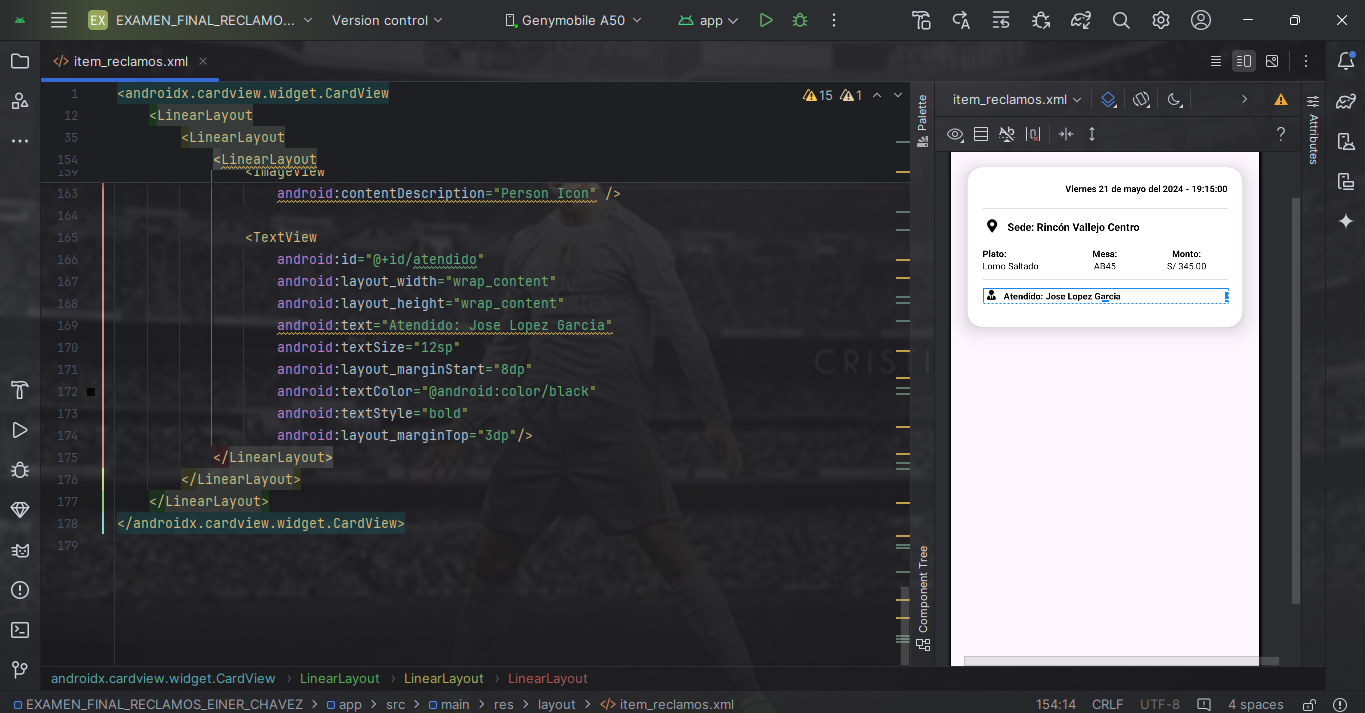 EX EXAMEN_FINAL_RECLAMO... Version control Genymobile A50 app
item_reclamos.xml
1 <androidx.cardview.widget.CardView 15 1
12 <LinearLayout
35 <LinearLayout
154 <LinearLayout
159 <ImageView
163 android:contentDescription="Person Icon" />
164
165 <TextView
166 android:id="@+id/atendido"
167 android:layout_width="wrap_content"
168 android:layout_height="wrap_content"
169 android:text="Atendido: Jose Lopez Garcia"
170 android:textSize="12sp"
171 android:layout_marginStart="8dp"
172 android:textColor="@android:color/black"
173 android:textStyle="bold"
174 android:layout_marginTop="3dp"/>
175 </LinearLayout>
176 </LinearLayout>
177 </LinearLayout>
178 </androidx.cardview.widget.CardView>
179
CRISTI
Palette
Component Tree
item_reclamos.xml
?
Attributes
Viernes 21 de mayo del 2024 - 19:15:00
Sede: Rincón Vallejo Centro
Plato: Mesa: Monto:
Lomo Saltado AB45 S/ 345.00
Atendido: Jose Lopez Garcia
androidx.cardview.widget.CardView > LinearLayout > LinearLayout > LinearLayout
EXAMEN_FINAL_RECLAMOS_EINER_CHAVEZ > app > src > main > res > layout > item_reclamos.xml 154:14 CRLF UTF-8 4 spaces